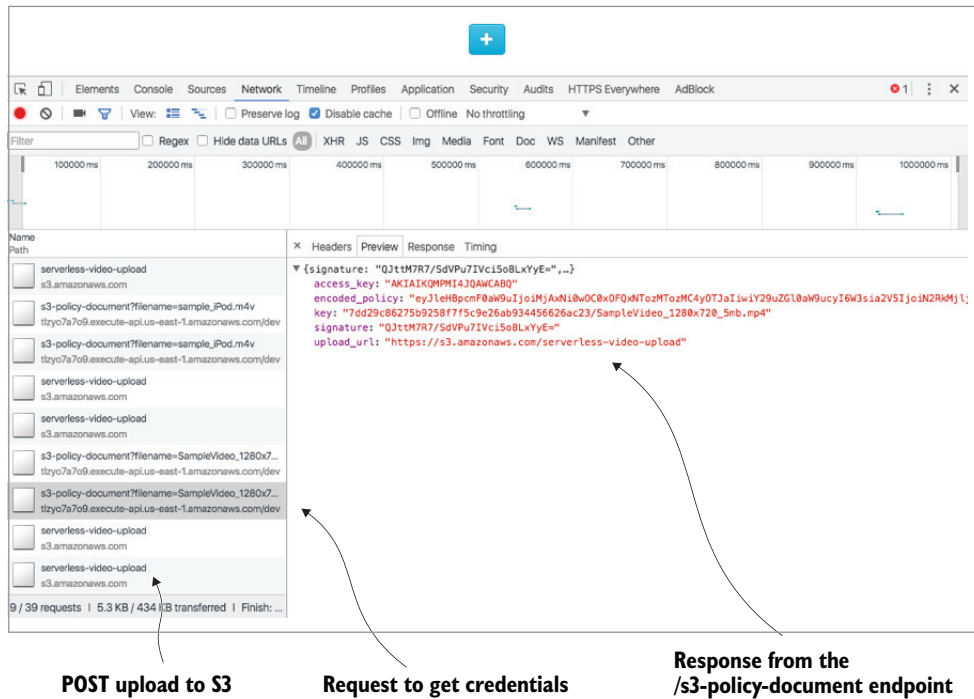 +
Elements Console Sources Network Timeline Profiles Application Security Audits HTTPS Everywhere AdBlock 1
View: Preserve log Disable cache Offline No throttling
Filter Regex Hide data URLs All XHR JS CSS Img Media Font Doc WS Manifest Other
100000 ms 200000 ms 300000 ms 400000 ms 500000 ms 600000 ms 700000 ms 800000 ms 900000 ms 1000000 ms
Name
Path
serverless-video-upload
s3.amazonaws.com
s3-policy-document?filename=sample_iPod.m4v
tlzyo7a7o9.execute-api.us-east-1.amazonaws.com/dev
s3-policy-document?filename=sample_iPod.m4v
tlzyo7a7o9.execute-api.us-east-1.amazonaws.com/dev
serverless-video-upload
s3.amazonaws.com
serverless-video-upload
s3.amazonaws.com
s3-policy-document?filename=SampleVideo_1280x7...
tlzyo7a7o9.execute-api.us-east-1.amazonaws.com/dev
s3-policy-document?filename=SampleVideo_1280x7...
tlzyo7a7o9.execute-api.us-east-1.amazonaws.com/dev
serverless-video-upload
s3.amazonaws.com
serverless-video-upload
s3.amazonaws.com
9 / 39 requests | 5.3 KB / 434 KB transferred | Finish: ...
× Headers Preview Response Timing
▼{signature: "QJttM7R7/SdVPu7IVci5o8LxYyE=",…}
access_key: "AKIAIKQMPMI4JQAWCABQ"
encoded_policy: "eyJleHBpcmF0aW9uIjoiMjAxNi0wOC0xOFQxNTozMTozMC4yOTJaIiwiY29uZGl0aW9ucyI6W3sia2V5IjoiN2RkMjlj
key: "7dd29c86275b9258f7f5c9e26ab934456626ac23/SampleVideo_1280x720_5mb.mp4"
signature: "QJttM7R7/SdVPu7IVci5o8LxYyE="
upload_url: "https://s3.amazonaws.com/serverless-video-upload"
POST upload to S3
Request to get credentials
Response from the
/s3-policy-document endpoint